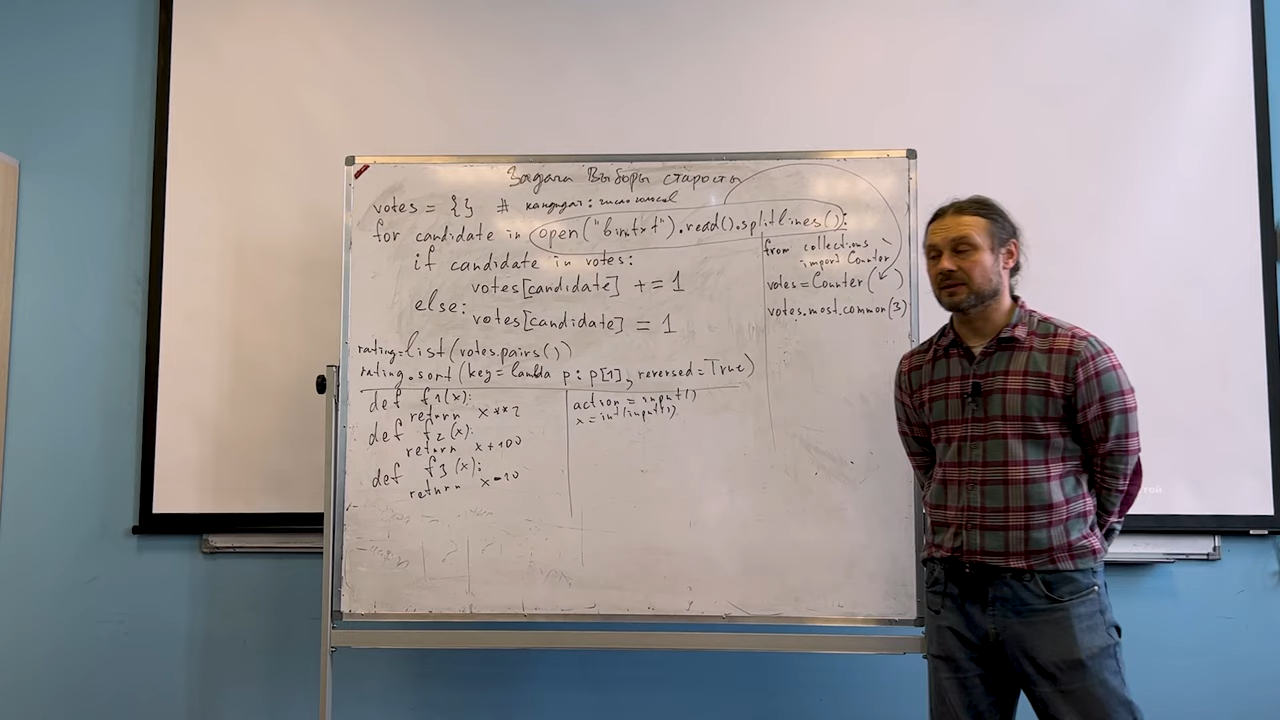 Задача Выборы старосты
votes = {} # кандидат: число голосов
for candidate in open("bin.txt").read().splitlines():
if candidate in votes:
votes[candidate] += 1
else:
votes[candidate] = 1
rating=list(votes.pairs())
rating.sort(key=lambda p: p[1], reversed=True)
from collections
import Counter
votes=Counter( )
votes.most.common(3)
def f1(x):
return x**2
def f2(x):
return x+100
def f3(x):
return x-10
action = input()
x=int(input())